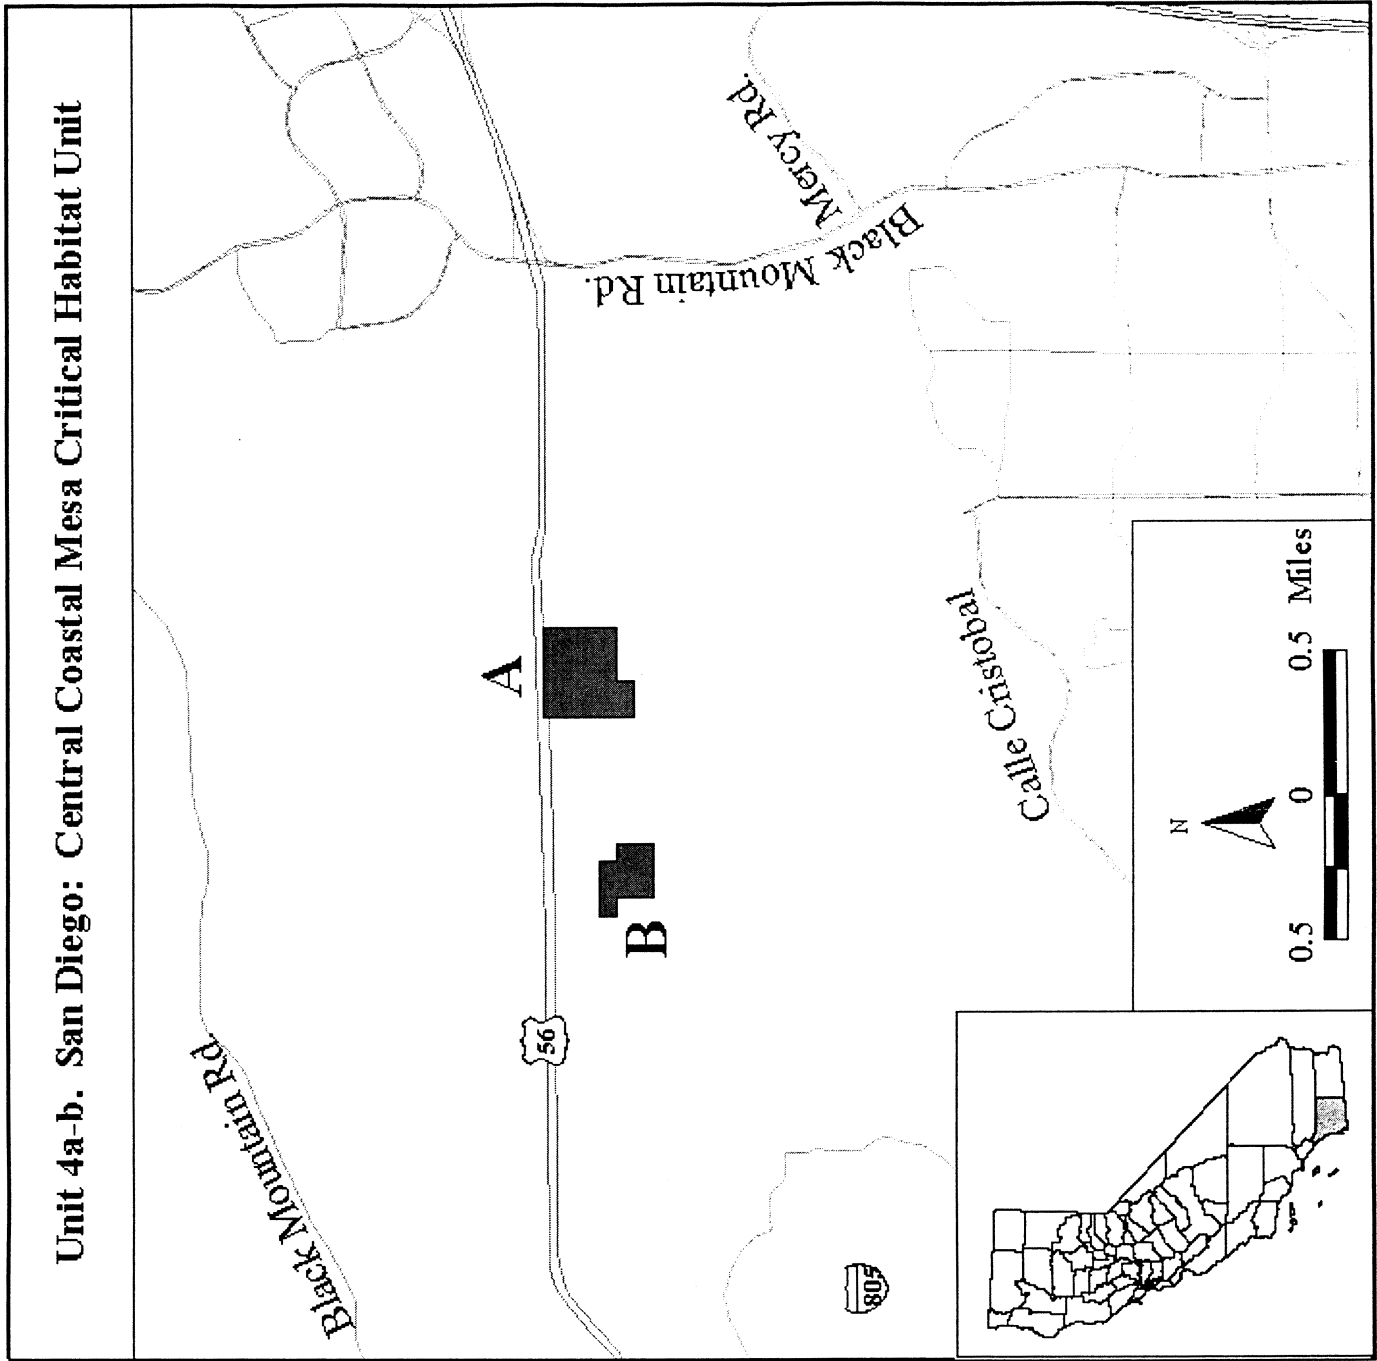 Unit 4a-b. San Diego: Central Coastal Mesa Critical Habitat Unit
Black Mountain Rd
56
A
B
Black Mountain Rd.
Mercy Rd.
Calle Cristobal
805
N
0.5 0 0.5 Miles